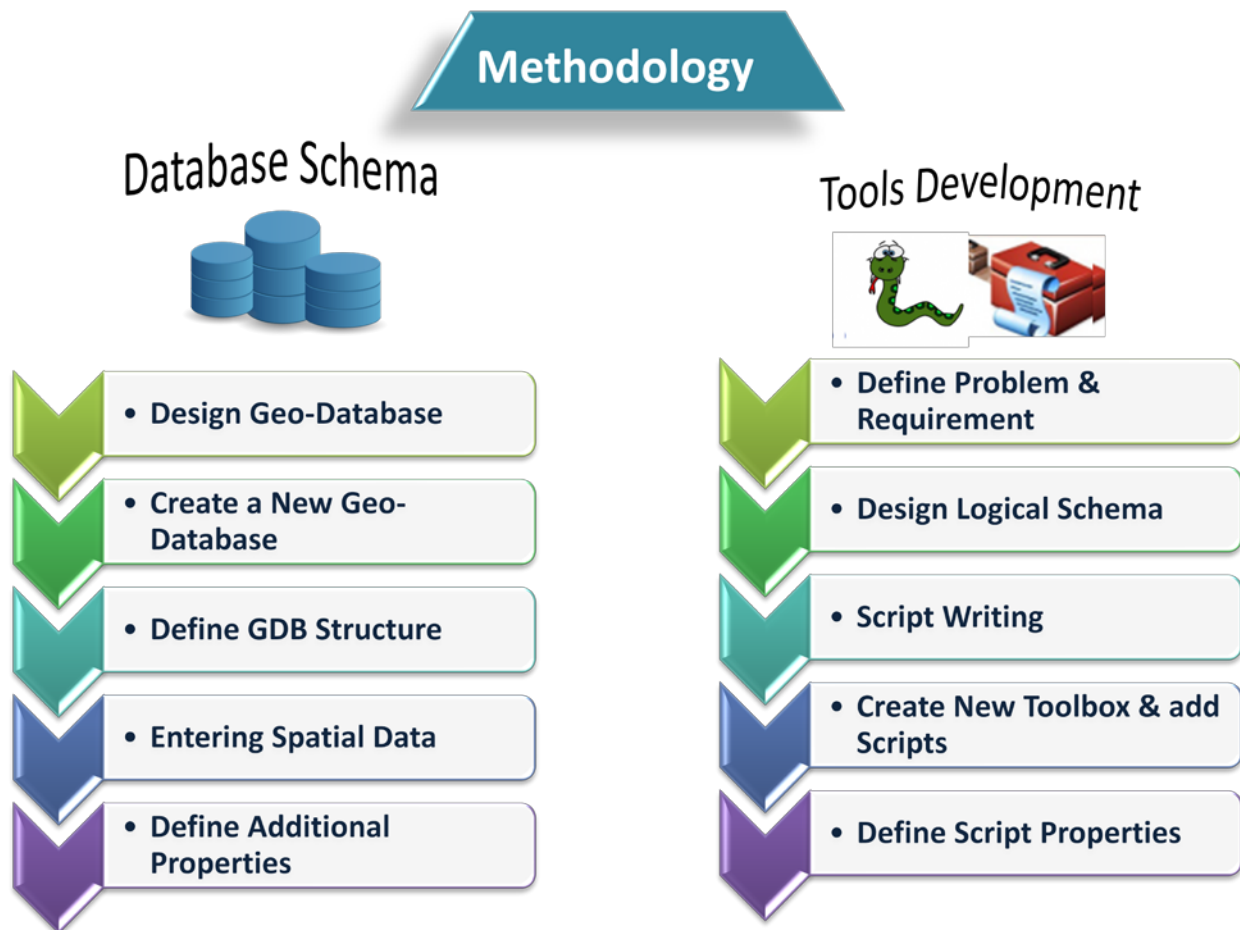 Methodology
Database Schema
• Design Geo-Database
• Create a New Geo-
Database
• Define GDB Structure
• Entering Spatial Data
• Define Additional
Properties
Tools Development
• Define Problem &
Requirement
• Design Logical Schema
• Script Writing
• Create New Toolbox & add
Scripts
• Define Script Properties